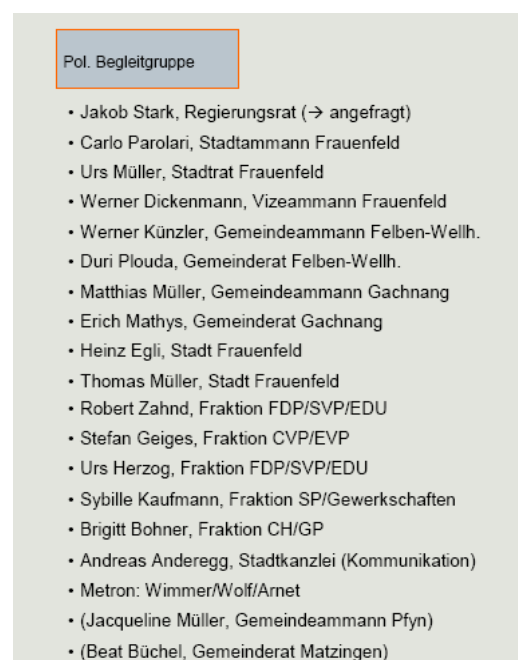 Pol. Begleitgruppe
• Jakob Stark, Regierungsrat (→ angefragt)
• Carlo Parolari, Stadtammann Frauenfeld
• Urs Müller, Stadtrat Frauenfeld
• Werner Dickenmann, Vizeammann Frauenfeld
• Werner Künzler, Gemeindeammann Felben-Wellh.
• Duri Plouda, Gemeinderat Felben-Wellh.
• Matthias Müller, Gemeindeammann Gachnang
• Erich Mathys, Gemeinderat Gachnang
• Heinz Egli, Stadt Frauenfeld
• Thomas Müller, Stadt Frauenfeld
• Robert Zahnd, Fraktion FDP/SVP/EDU
• Stefan Geiges, Fraktion CVP/EVP
• Urs Herzog, Fraktion FDP/SVP/EDU
• Sybille Kaufmann, Fraktion SP/Gewerkschaften
• Brigitt Bohner, Fraktion CH/GP
• Andreas Anderegg, Stadtkanzlei (Kommunikation)
• Metron: Wimmer/Wolf/Arnet
• (Jacqueline Müller, Gemeindeammann Pfyn)
• (Beat Büchel, Gemeinderat Matzingen)